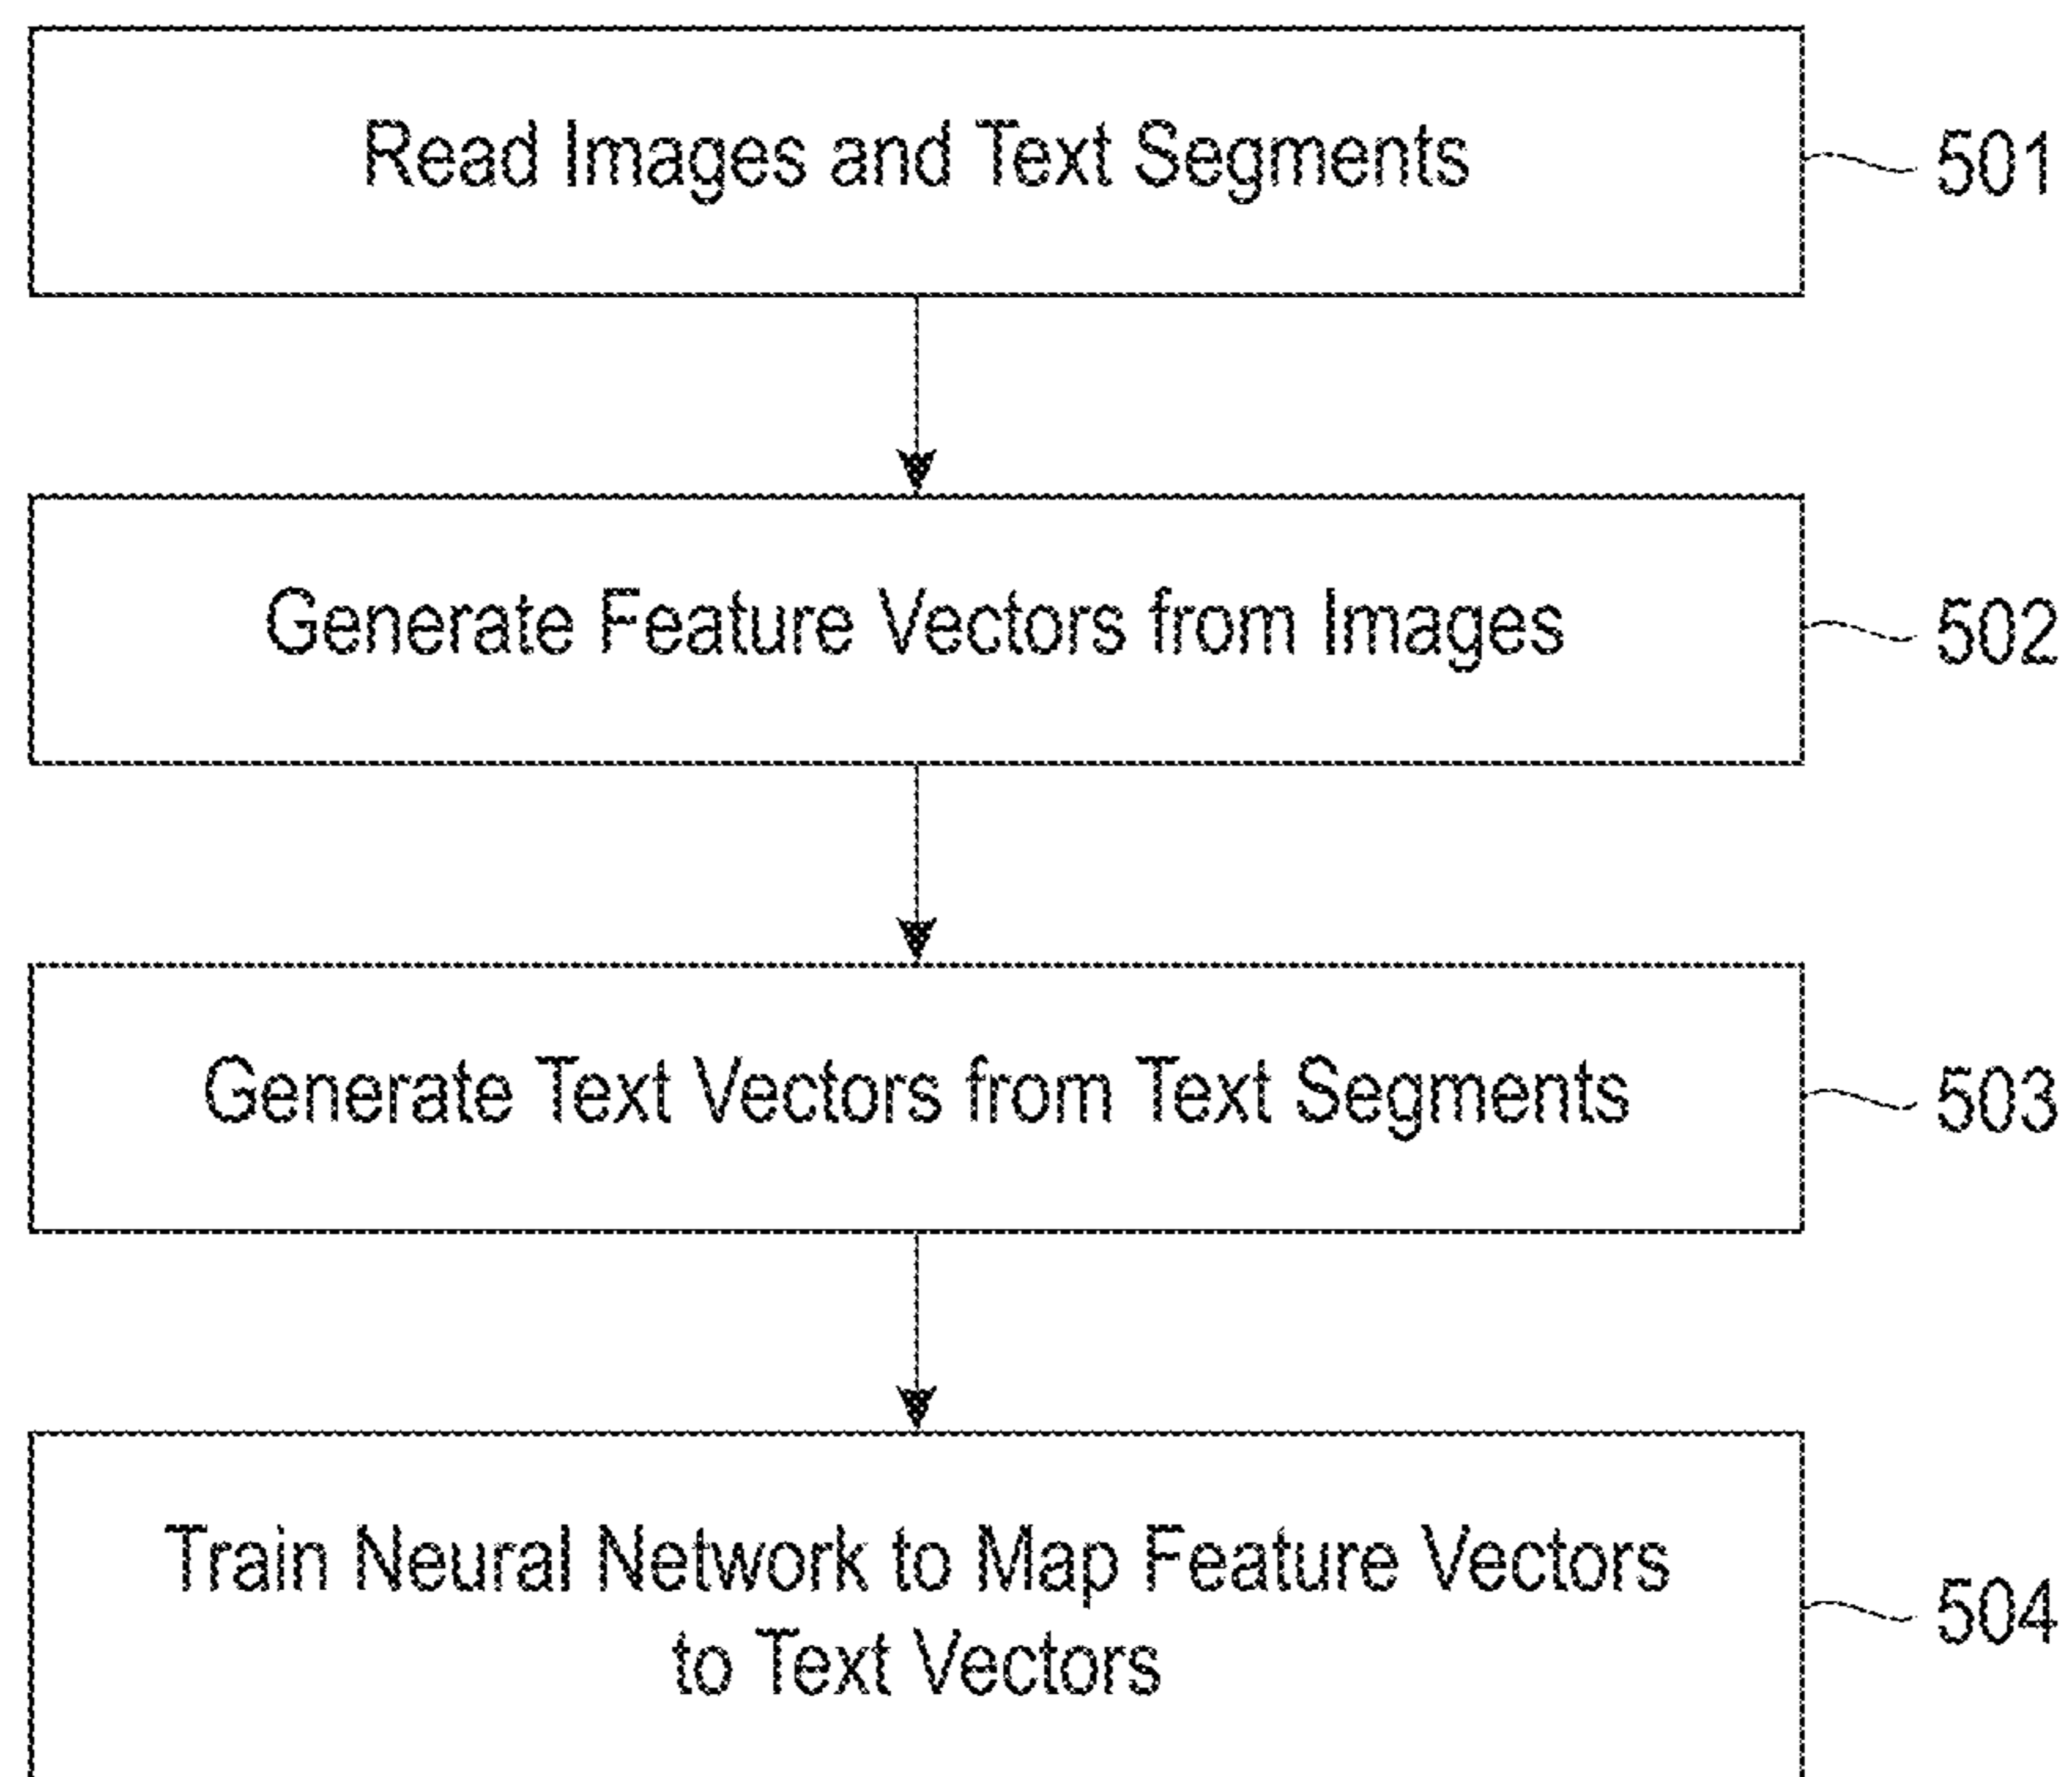 Read Images and Text Segments
501
Generate Feature Vectors from Images
502
Generate Text Vectors from Text Segments
503
Train Neural Network to Map Feature Vectors
to Text Vectors
504